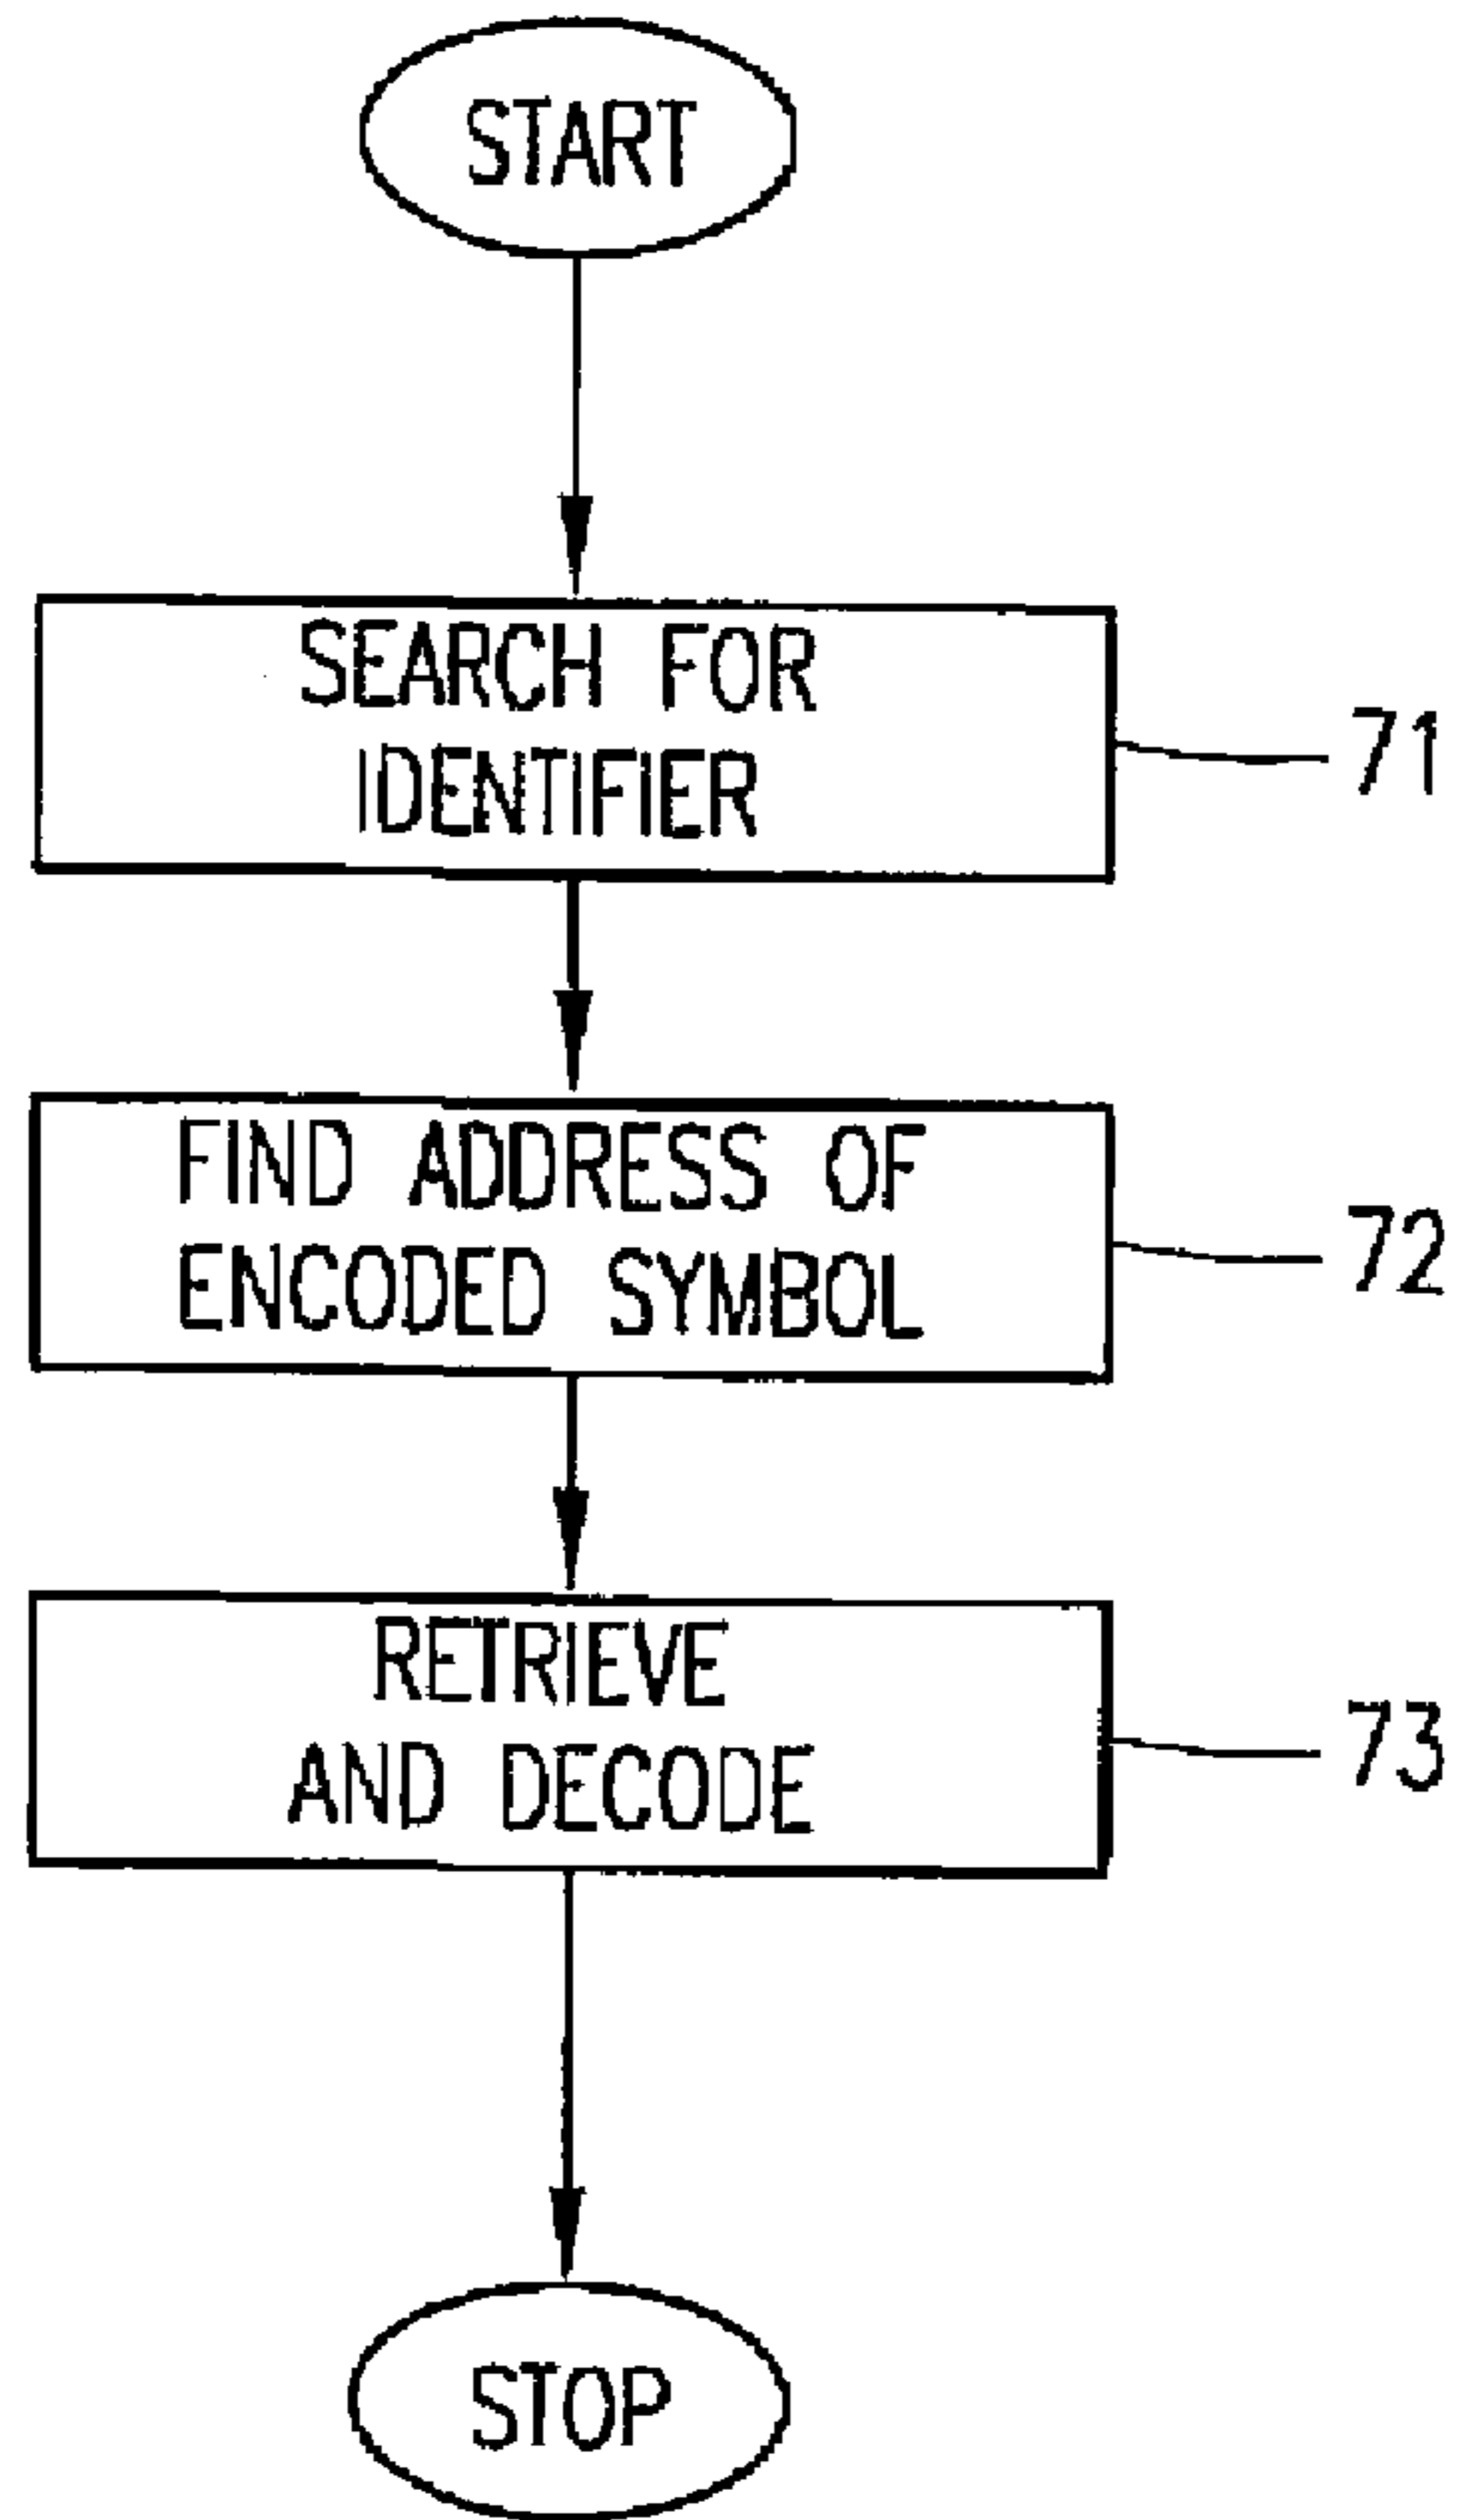 START
SEARCH FOR
IDENTIFIER
71
FIND ADDRESS OF
ENCODED SYMBOL
72
RETRIEVE
AND DECODE
73
STOP